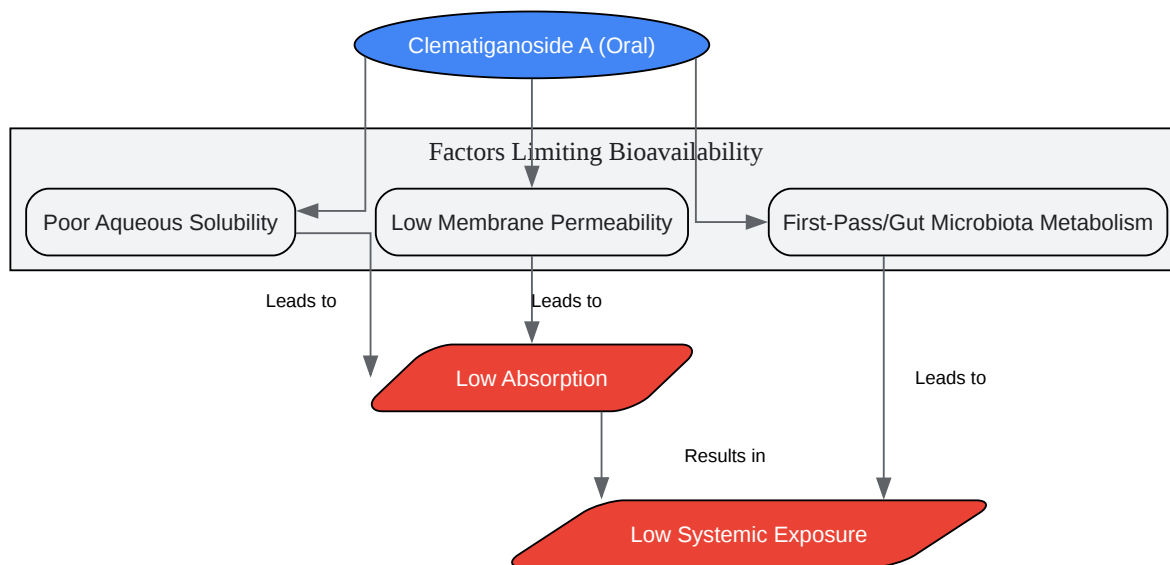 Clematiganoside A (Oral)
Factors Limiting Bioavailability
Poor Aqueous Solubility
Low Membrane Permeability
First-Pass/Gut Microbiota Metabolism
Leads to
Leads to
Low Absorption
Leads to
Results in
Low Systemic Exposure